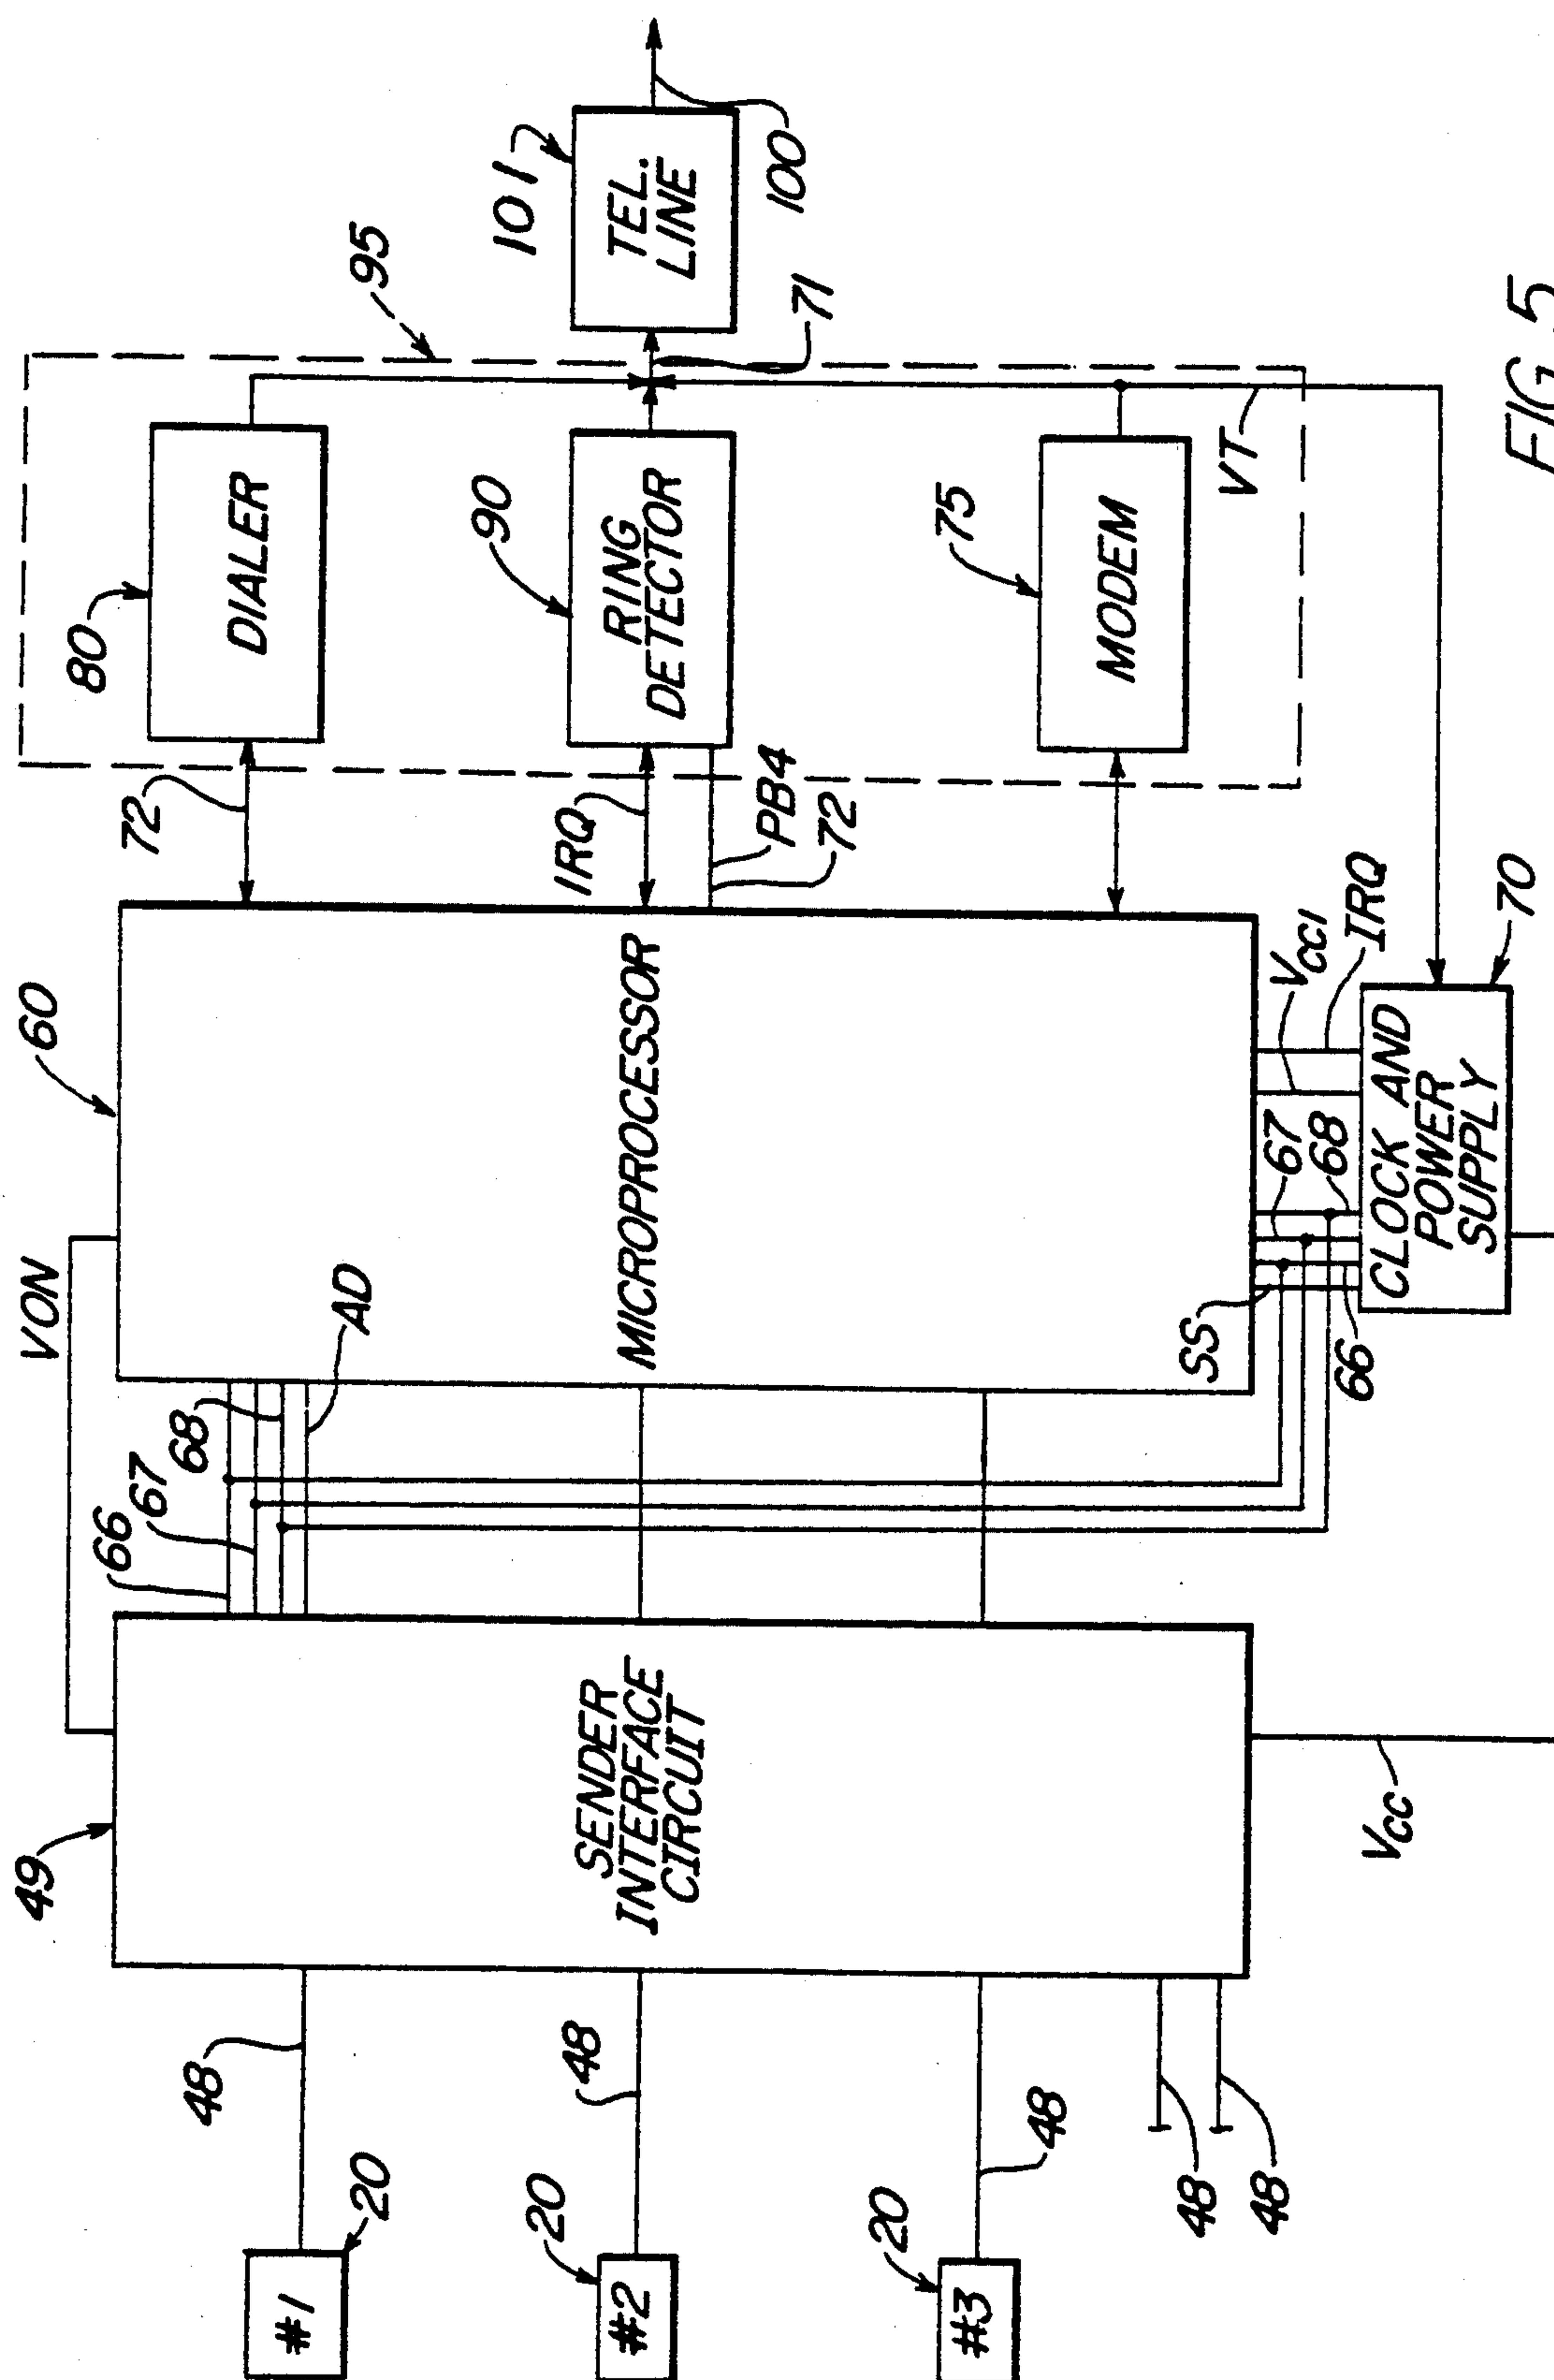 49
VON
60
80
72
95
101
#1
20
48
66
67
68
AD
DIALER
TEL.
LINE
100
71
90
IRQ
PB4
72
RING
DETECTOR
#2
20
48
SENDER
INTERFACE
CIRCUIT
MICROPROCESSOR
75
MODEM
VT
#3
20
48
48
48
SS
66
67
68
VCC1
IRQ
CLOCK AND
POWER
SUPPLY
70
VCC
FIG. 5